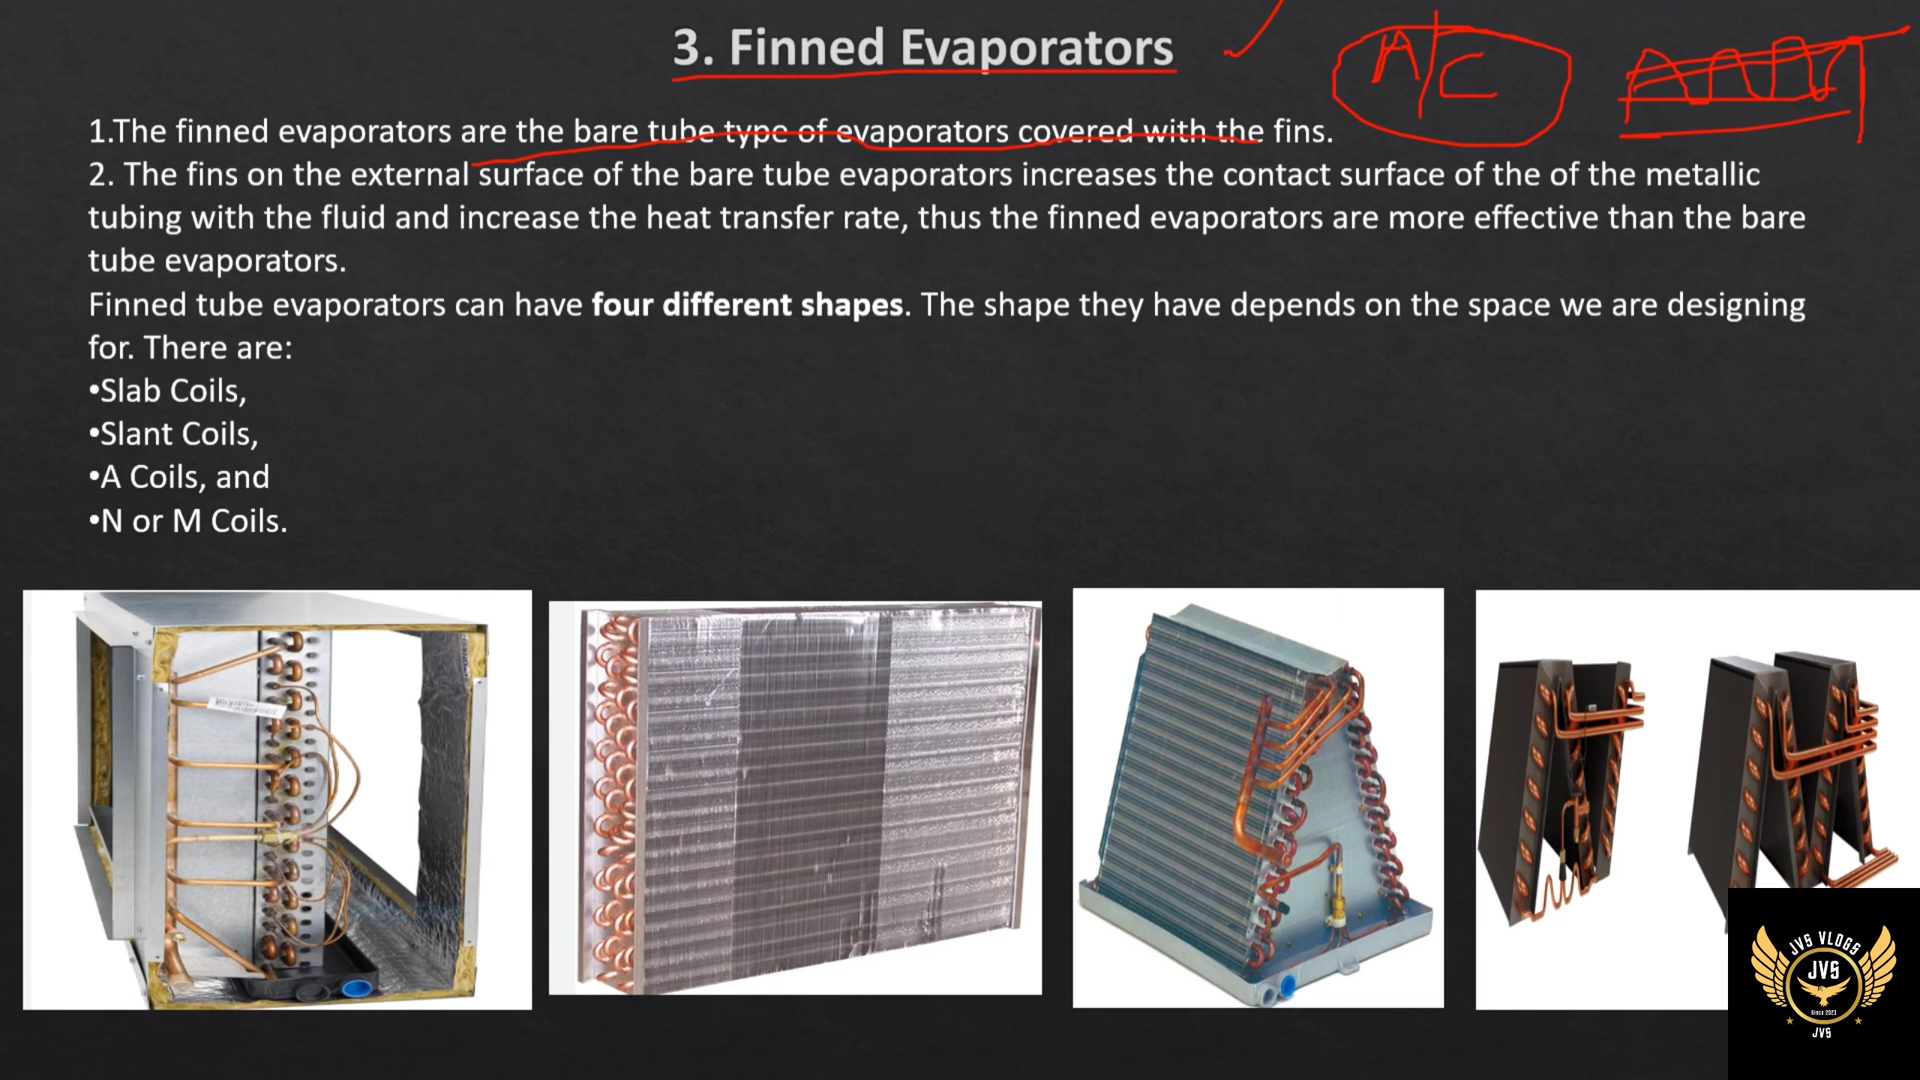 3. Finned Evaporators
A/C
1.The finned evaporators are the bare tube type of evaporators covered with the fins.
2. The fins on the external surface of the bare tube evaporators increases the contact surface of the of the metallic
tubing with the fluid and increase the heat transfer rate, thus the finned evaporators are more effective than the bare
tube evaporators.
Finned tube evaporators can have four different shapes. The shape they have depends on the space we are designing
for. There are:
•Slab Coils,
•Slant Coils,
•A Coils, and
•N or M Coils.
JVS VLOGS
JVS
Since 2023
JVS